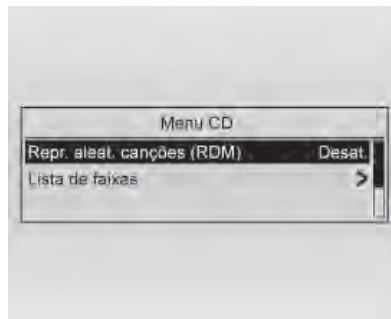 Menu CD
Repr. aleat. canções (RDM) Desat.
Lista de faixas